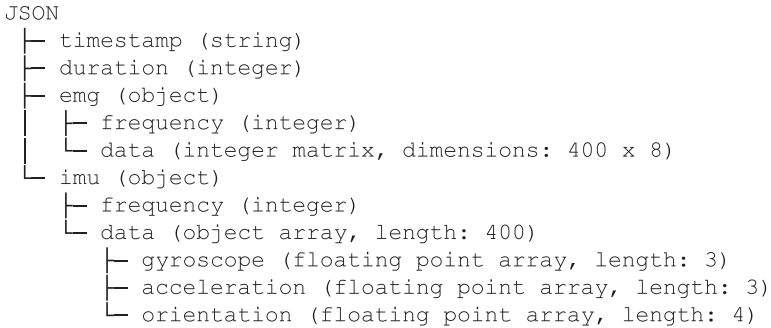 JSON
├─ timestamp (string)
├─ duration (integer)
├─ emg (object)
│  ├─ frequency (integer)
│  └─ data (integer matrix, dimensions: 400 x 8)
└─ imu (object)
   ├─ frequency (integer)
   └─ data (object array, length: 400)
      ├─ gyroscope (floating point array, length: 3)
      ├─ acceleration (floating point array, length: 3)
      └─ orientation (floating point array, length: 4)